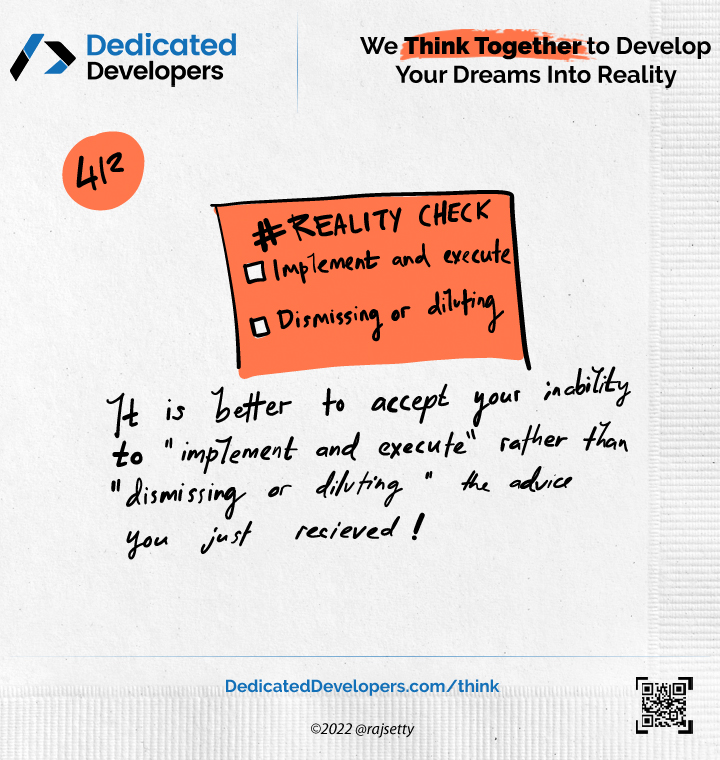 Dedicated
Developers
We Think Together to Develop
Your Dreams Into Reality
412
#REALITY CHECK
Implement and execute
Dismissing or diluting
It is better to accept your inability
to "implement and execute" rather than
"dismissing or diluting" the advice
you just recieved!
DedicatedDevelopers.com/think
©2022 @rajsetty